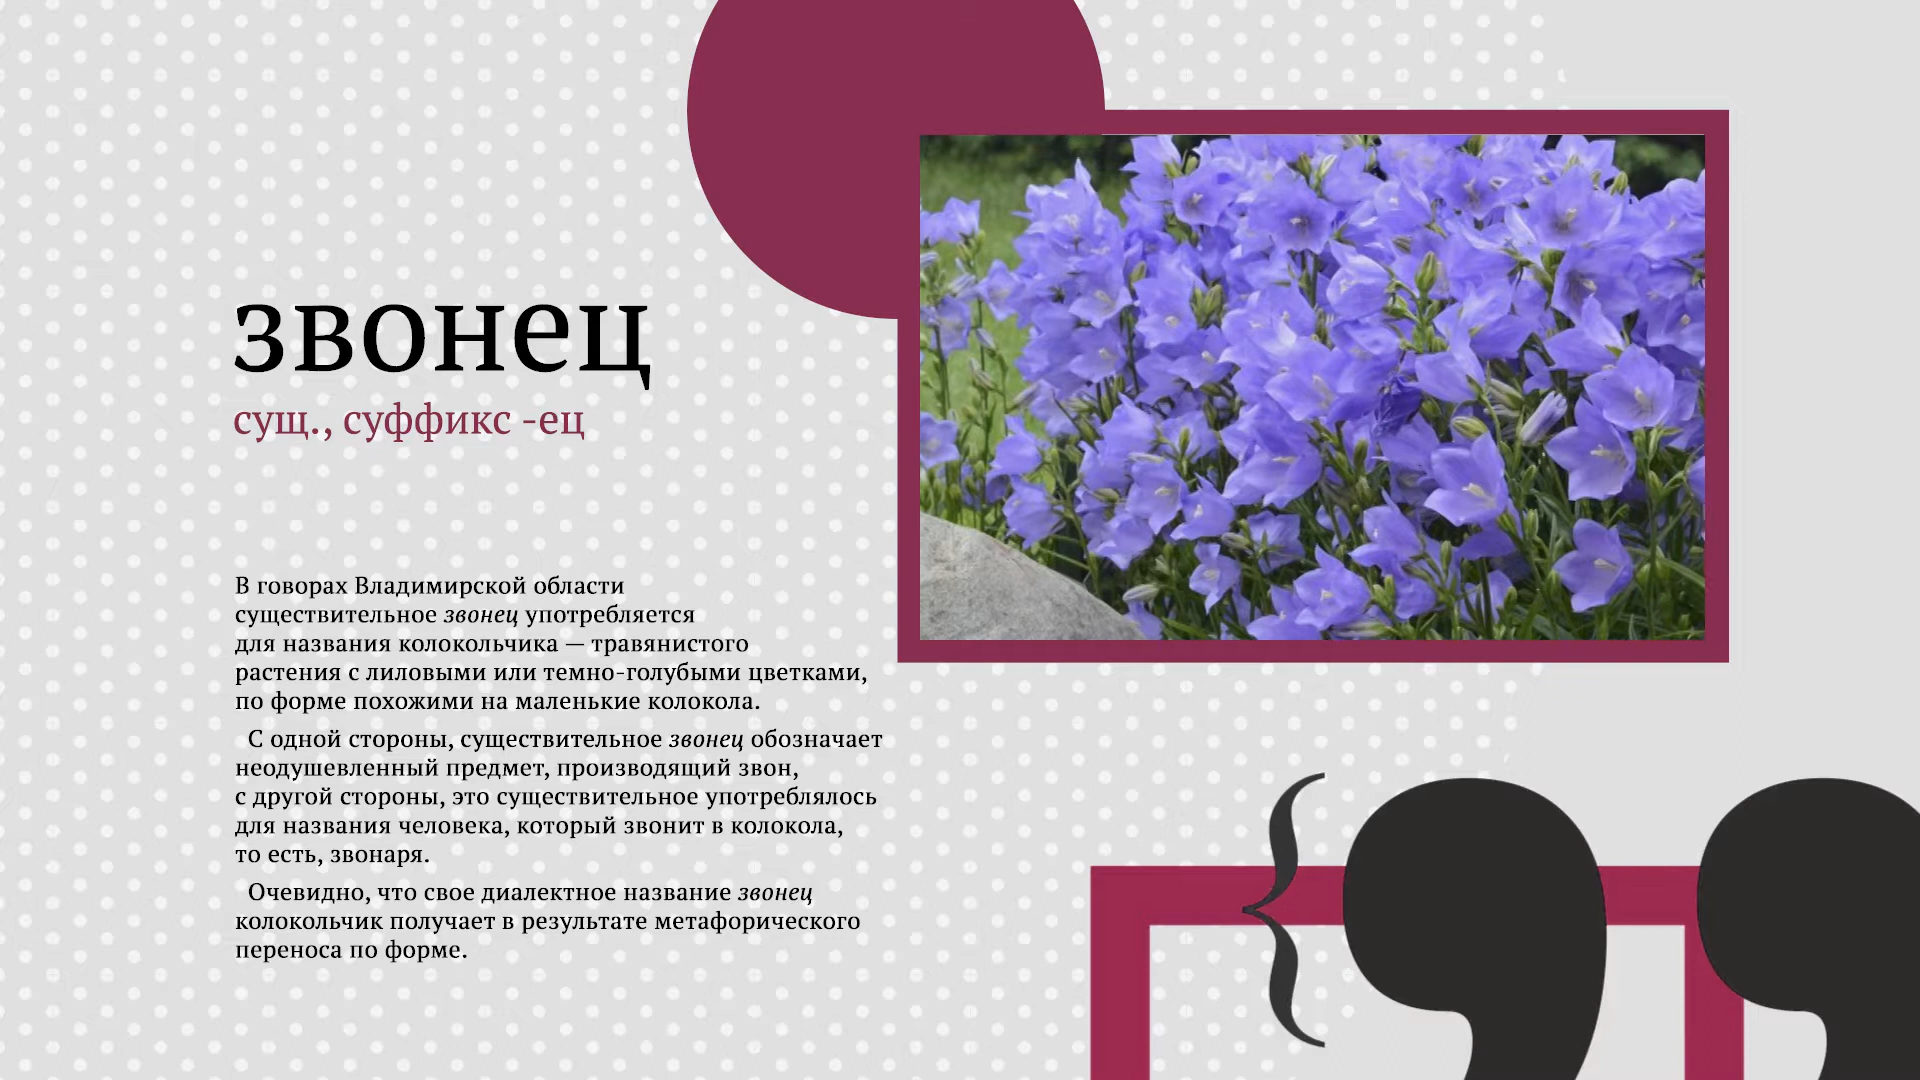 звонец
сущ., суффикс -ец
В говорах Владимирской области
существительное звонец употребляется
для названия колокольчика — травянистого
растения с лиловыми или темно-голубыми цветками,
по форме похожими на маленькие колокола.
С одной стороны, существительное звонец обозначает
неодушевленный предмет, производящий звон,
с другой стороны, это существительное употреблялось
для названия человека, который звонит в колокола,
то есть, звонаря.
Очевидно, что свое диалектное название звонец
колокольчик получает в результате метафорического
переноса по форме.